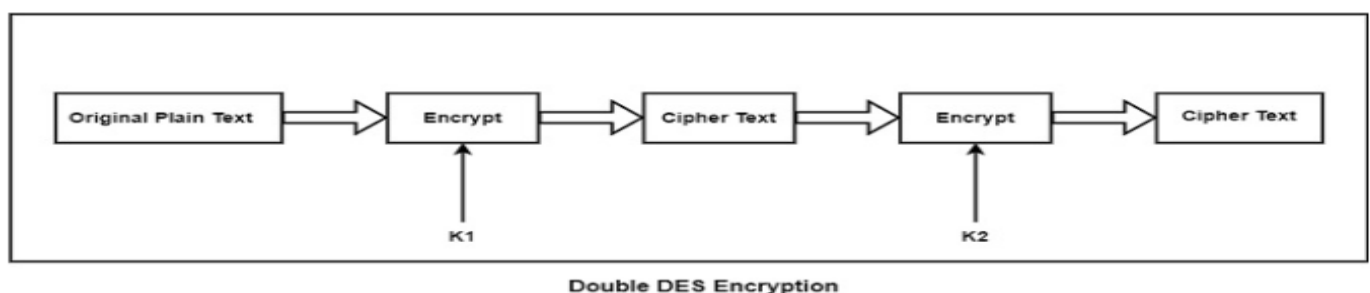 Original Plain Text
Encrypt
Cipher Text
Encrypt
Cipher Text
K1
K2
Double DES Encryption